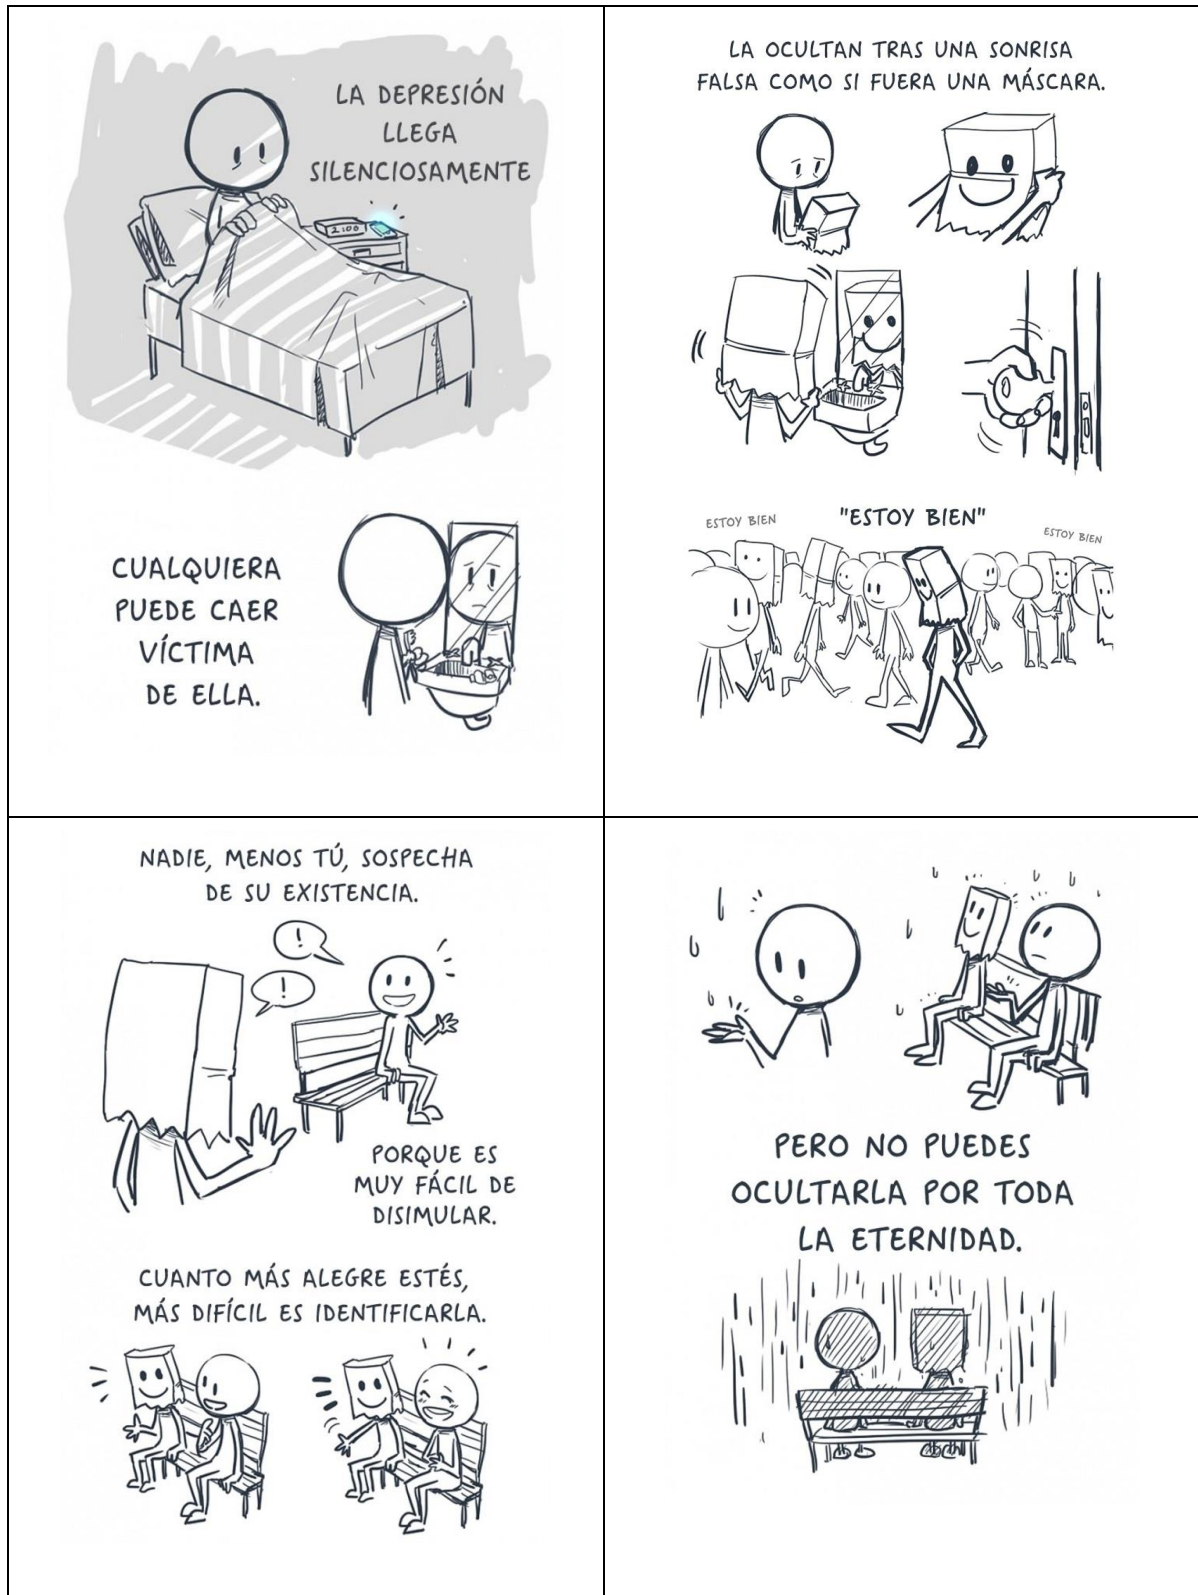 LA DEPRESIÓN
LLEGA
SILENCIOSAMENTE
2:00
CUALQUIERA
PUEDE CAER
VÍCTIMA
DE ELLA.
LA OCULTAN TRAS UNA SONRISA
FALSA COMO SI FUERA UNA MÁSCARA.
ESTOY BIEN
"ESTOY BIEN"
ESTOY BIEN
NADIE, MENOS TÚ, SOSPECHA
DE SU EXISTENCIA.
!
!
PORQUE ES
MUY FÁCIL DE
DISIMULAR.
CUANTO MÁS ALEGRE ESTÉS,
MÁS DIFÍCIL ES IDENTIFICARLA.
PERO NO PUEDES
OCULTARLA POR TODA
LA ETERNIDAD.